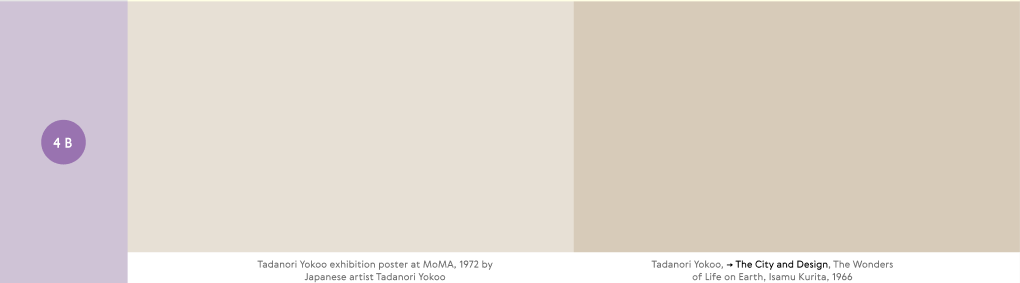 4 B
Tadanori Yokoo exhibition poster at MoMA, 1972 by
Japanese artist Tadanori Yokoo
Tadanori Yokoo, → The City and Design, The Wonders
of Life on Earth, Isamu Kurita, 1966